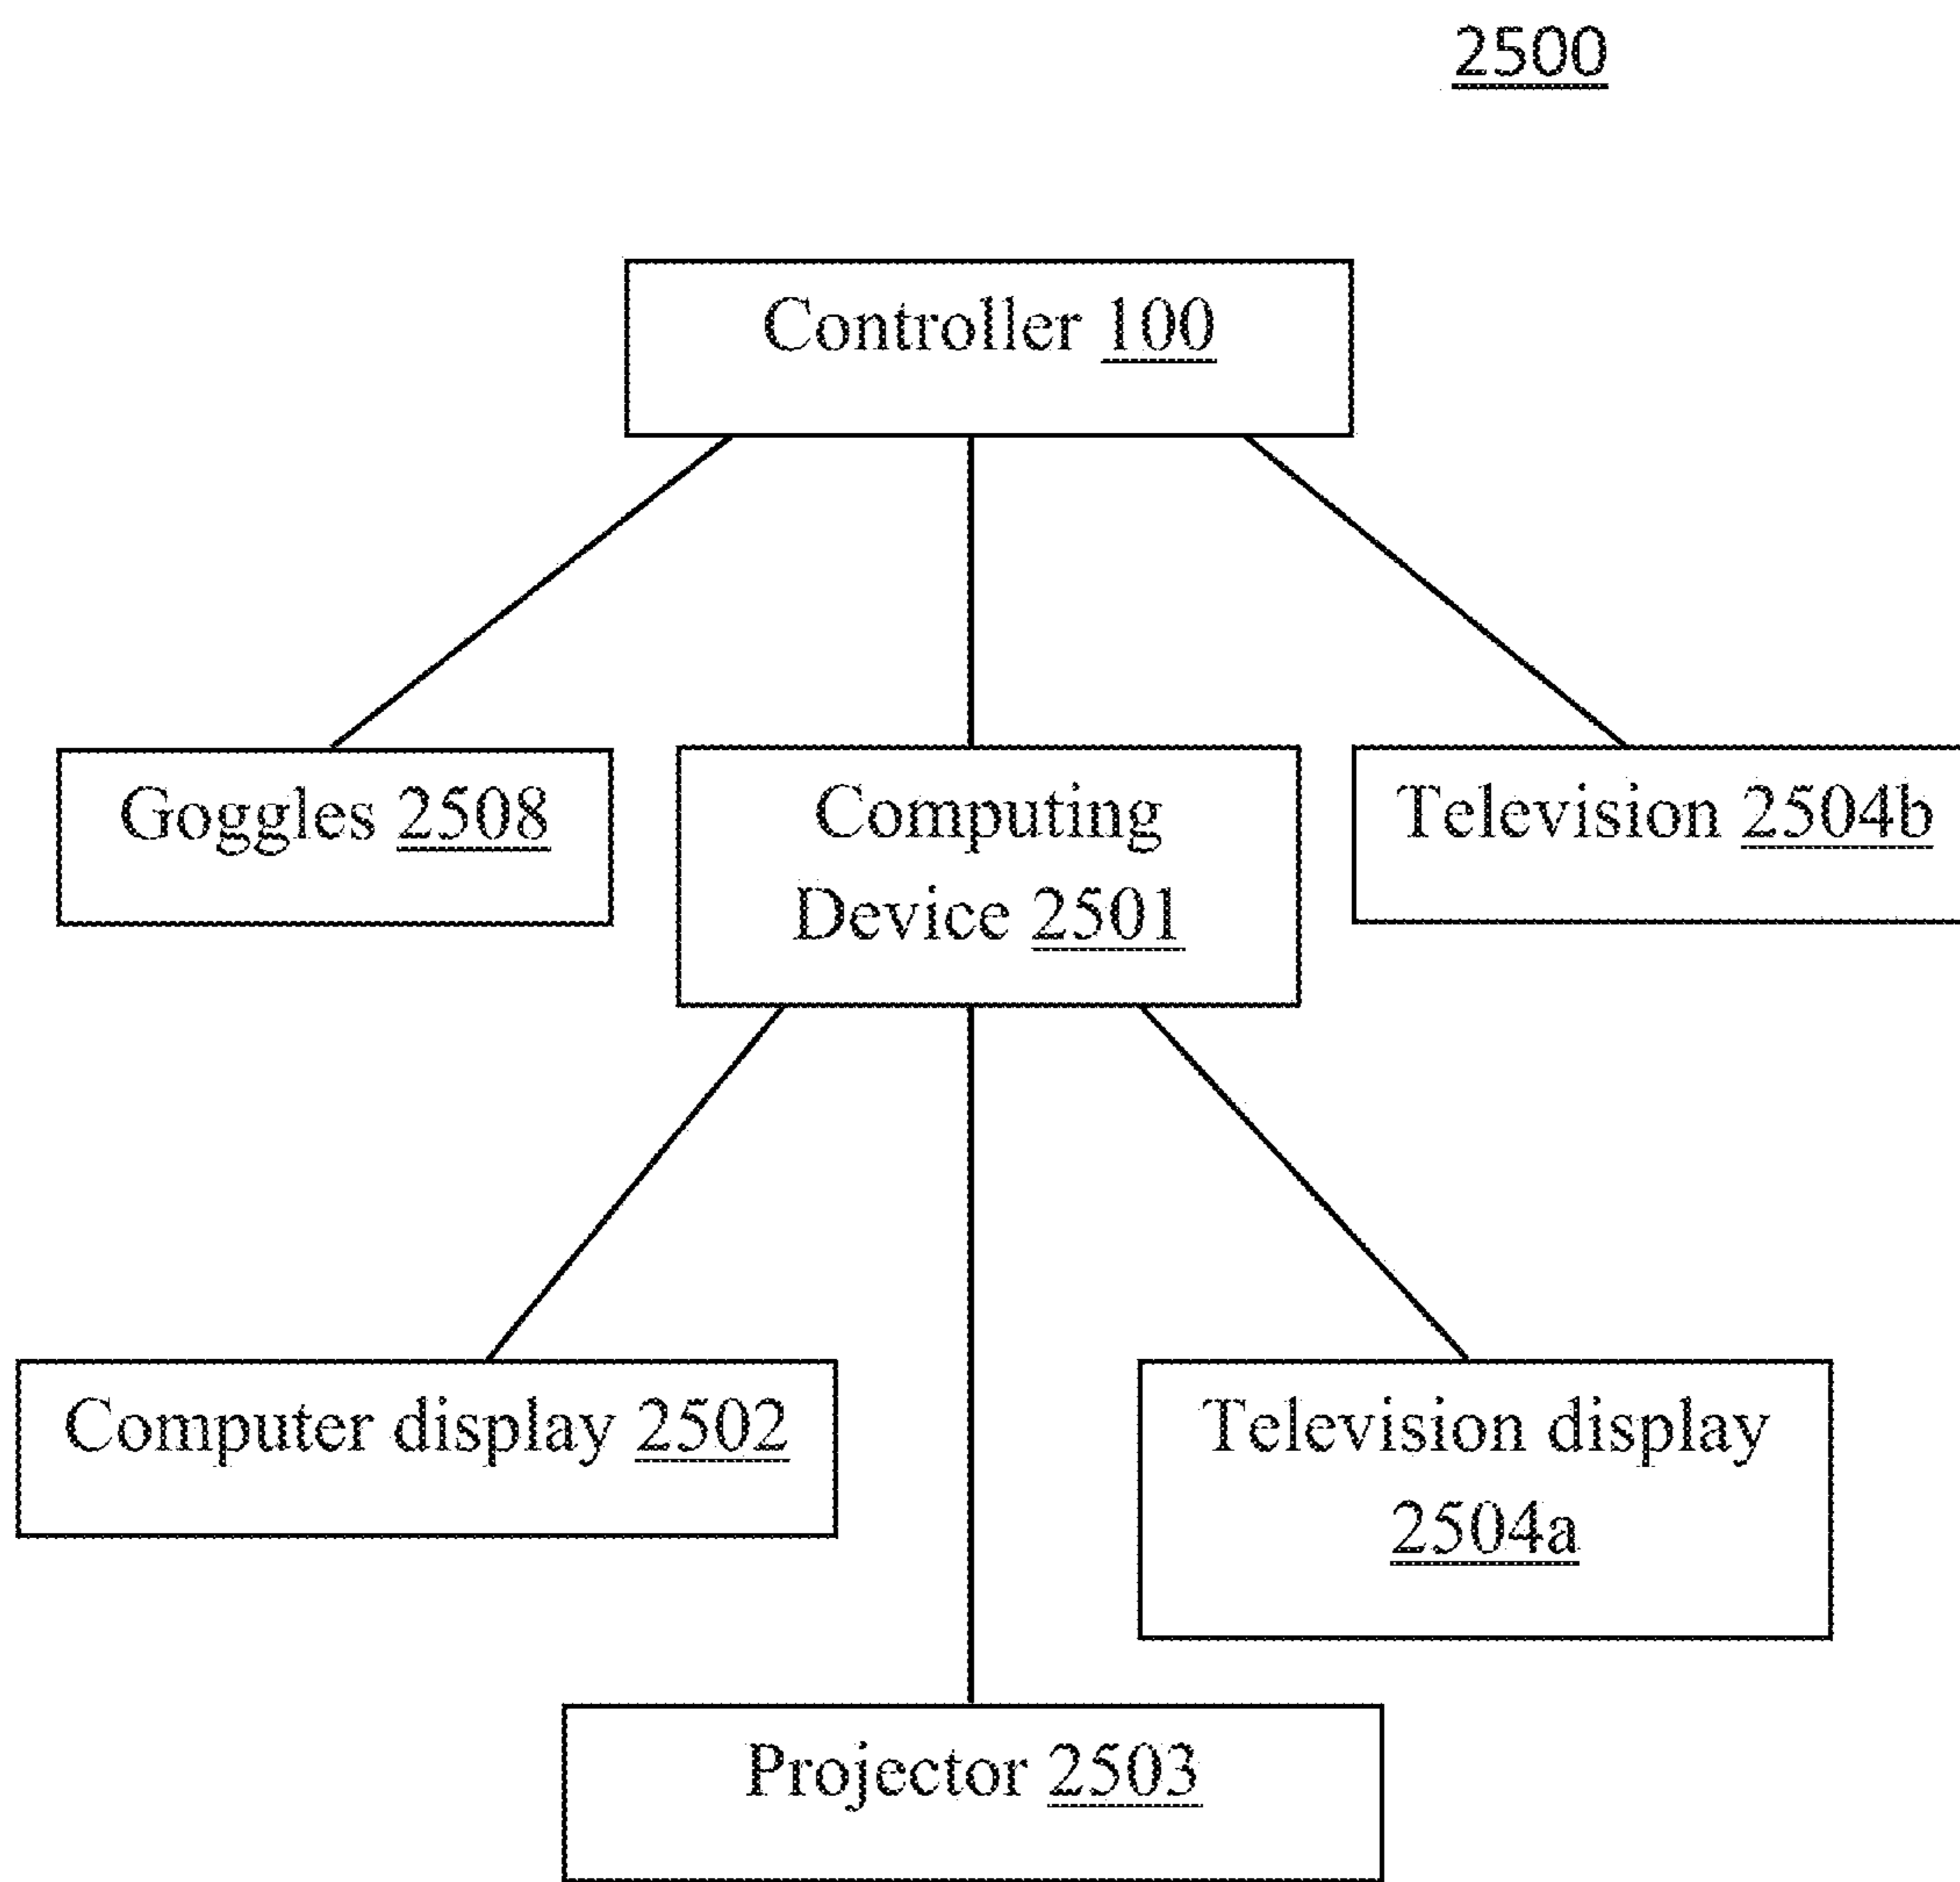 2500
Controller 100
Goggles 2508
Computing
Device 2501
Television 2504b
Computer display 2502
Television display
2504a
Projector 2503